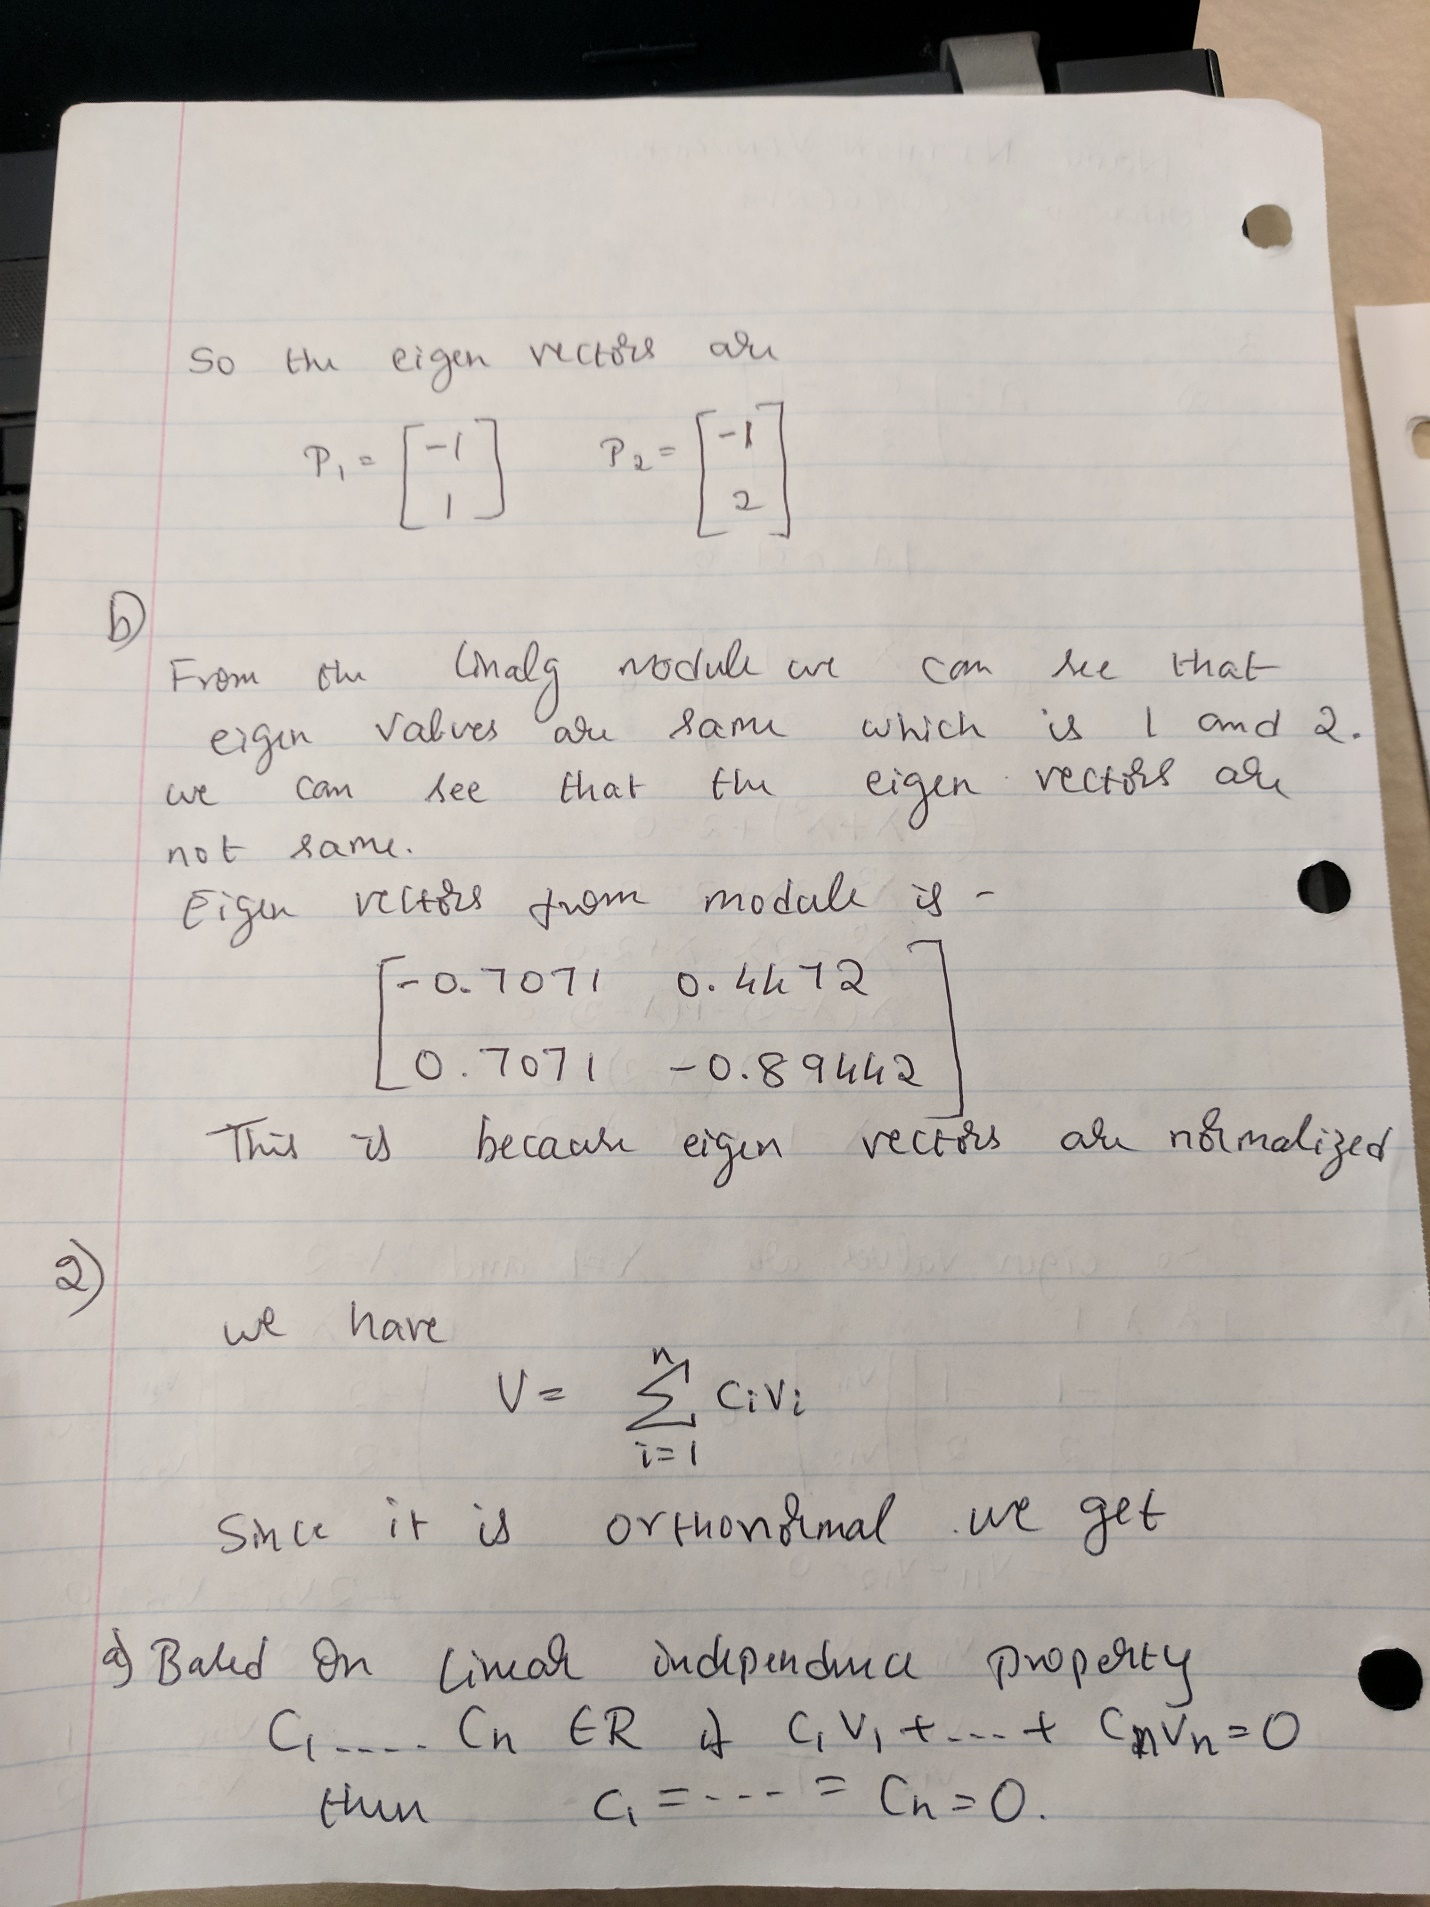 So the eigen vectors are
P₁ = [-1 1] P₂ = [-1 2]
b)
From the linalg module we can see that
eigen values are same which is 1 and 2.
we can see that the eigen vectors are
not same.
Eigen vectors from module is -
[-0.7071 0.4472
0.7071 -0.89442]
This is because eigen vectors are normalized
2)
we have
V = n∑i=1 CiVi
Since it is orthonormal we get
a) Based on linear independence property
C₁ ---- Cn ∈R if C₁V₁ +---+ CnVn=0
then C₁ =---= Cn=0.